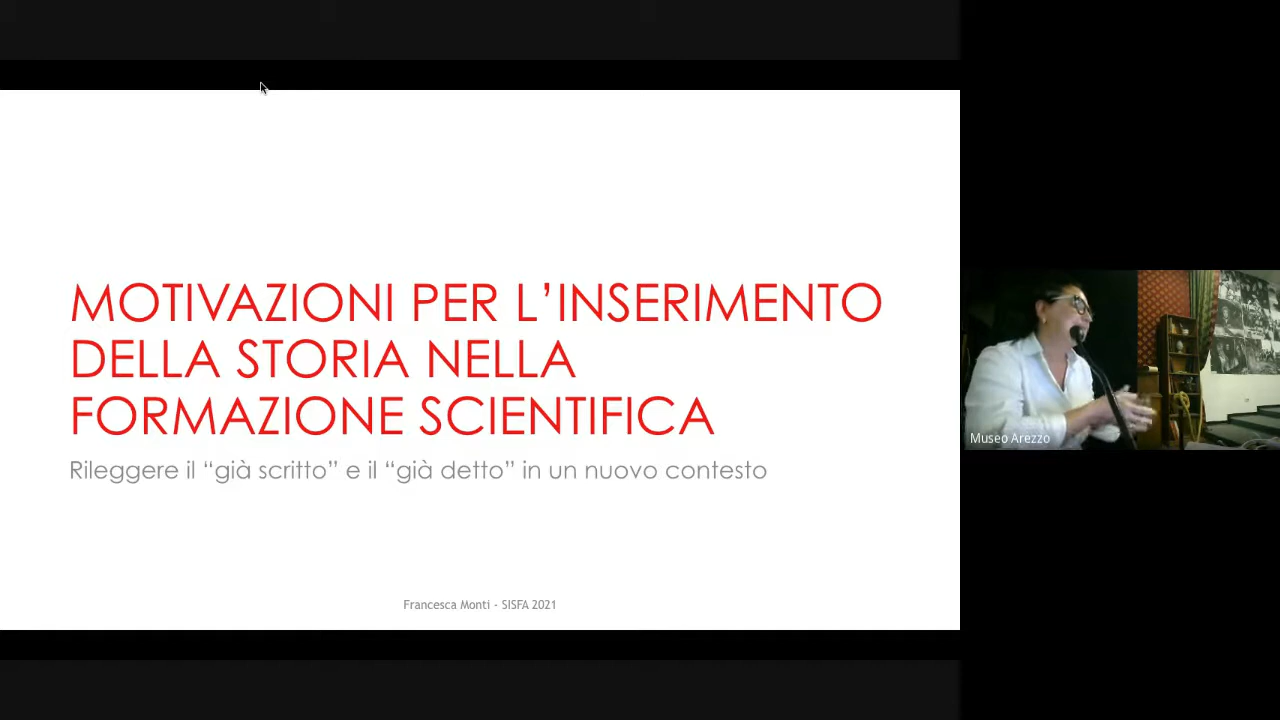 MOTIVAZIONI PER L’INSERIMENTO
DELLA STORIA NELLA
FORMAZIONE SCIENTIFICA
Rileggere il “già scritto” e il “già detto” in un nuovo contesto
Francesca Monti - SISFA 2021
Museo Arezzo